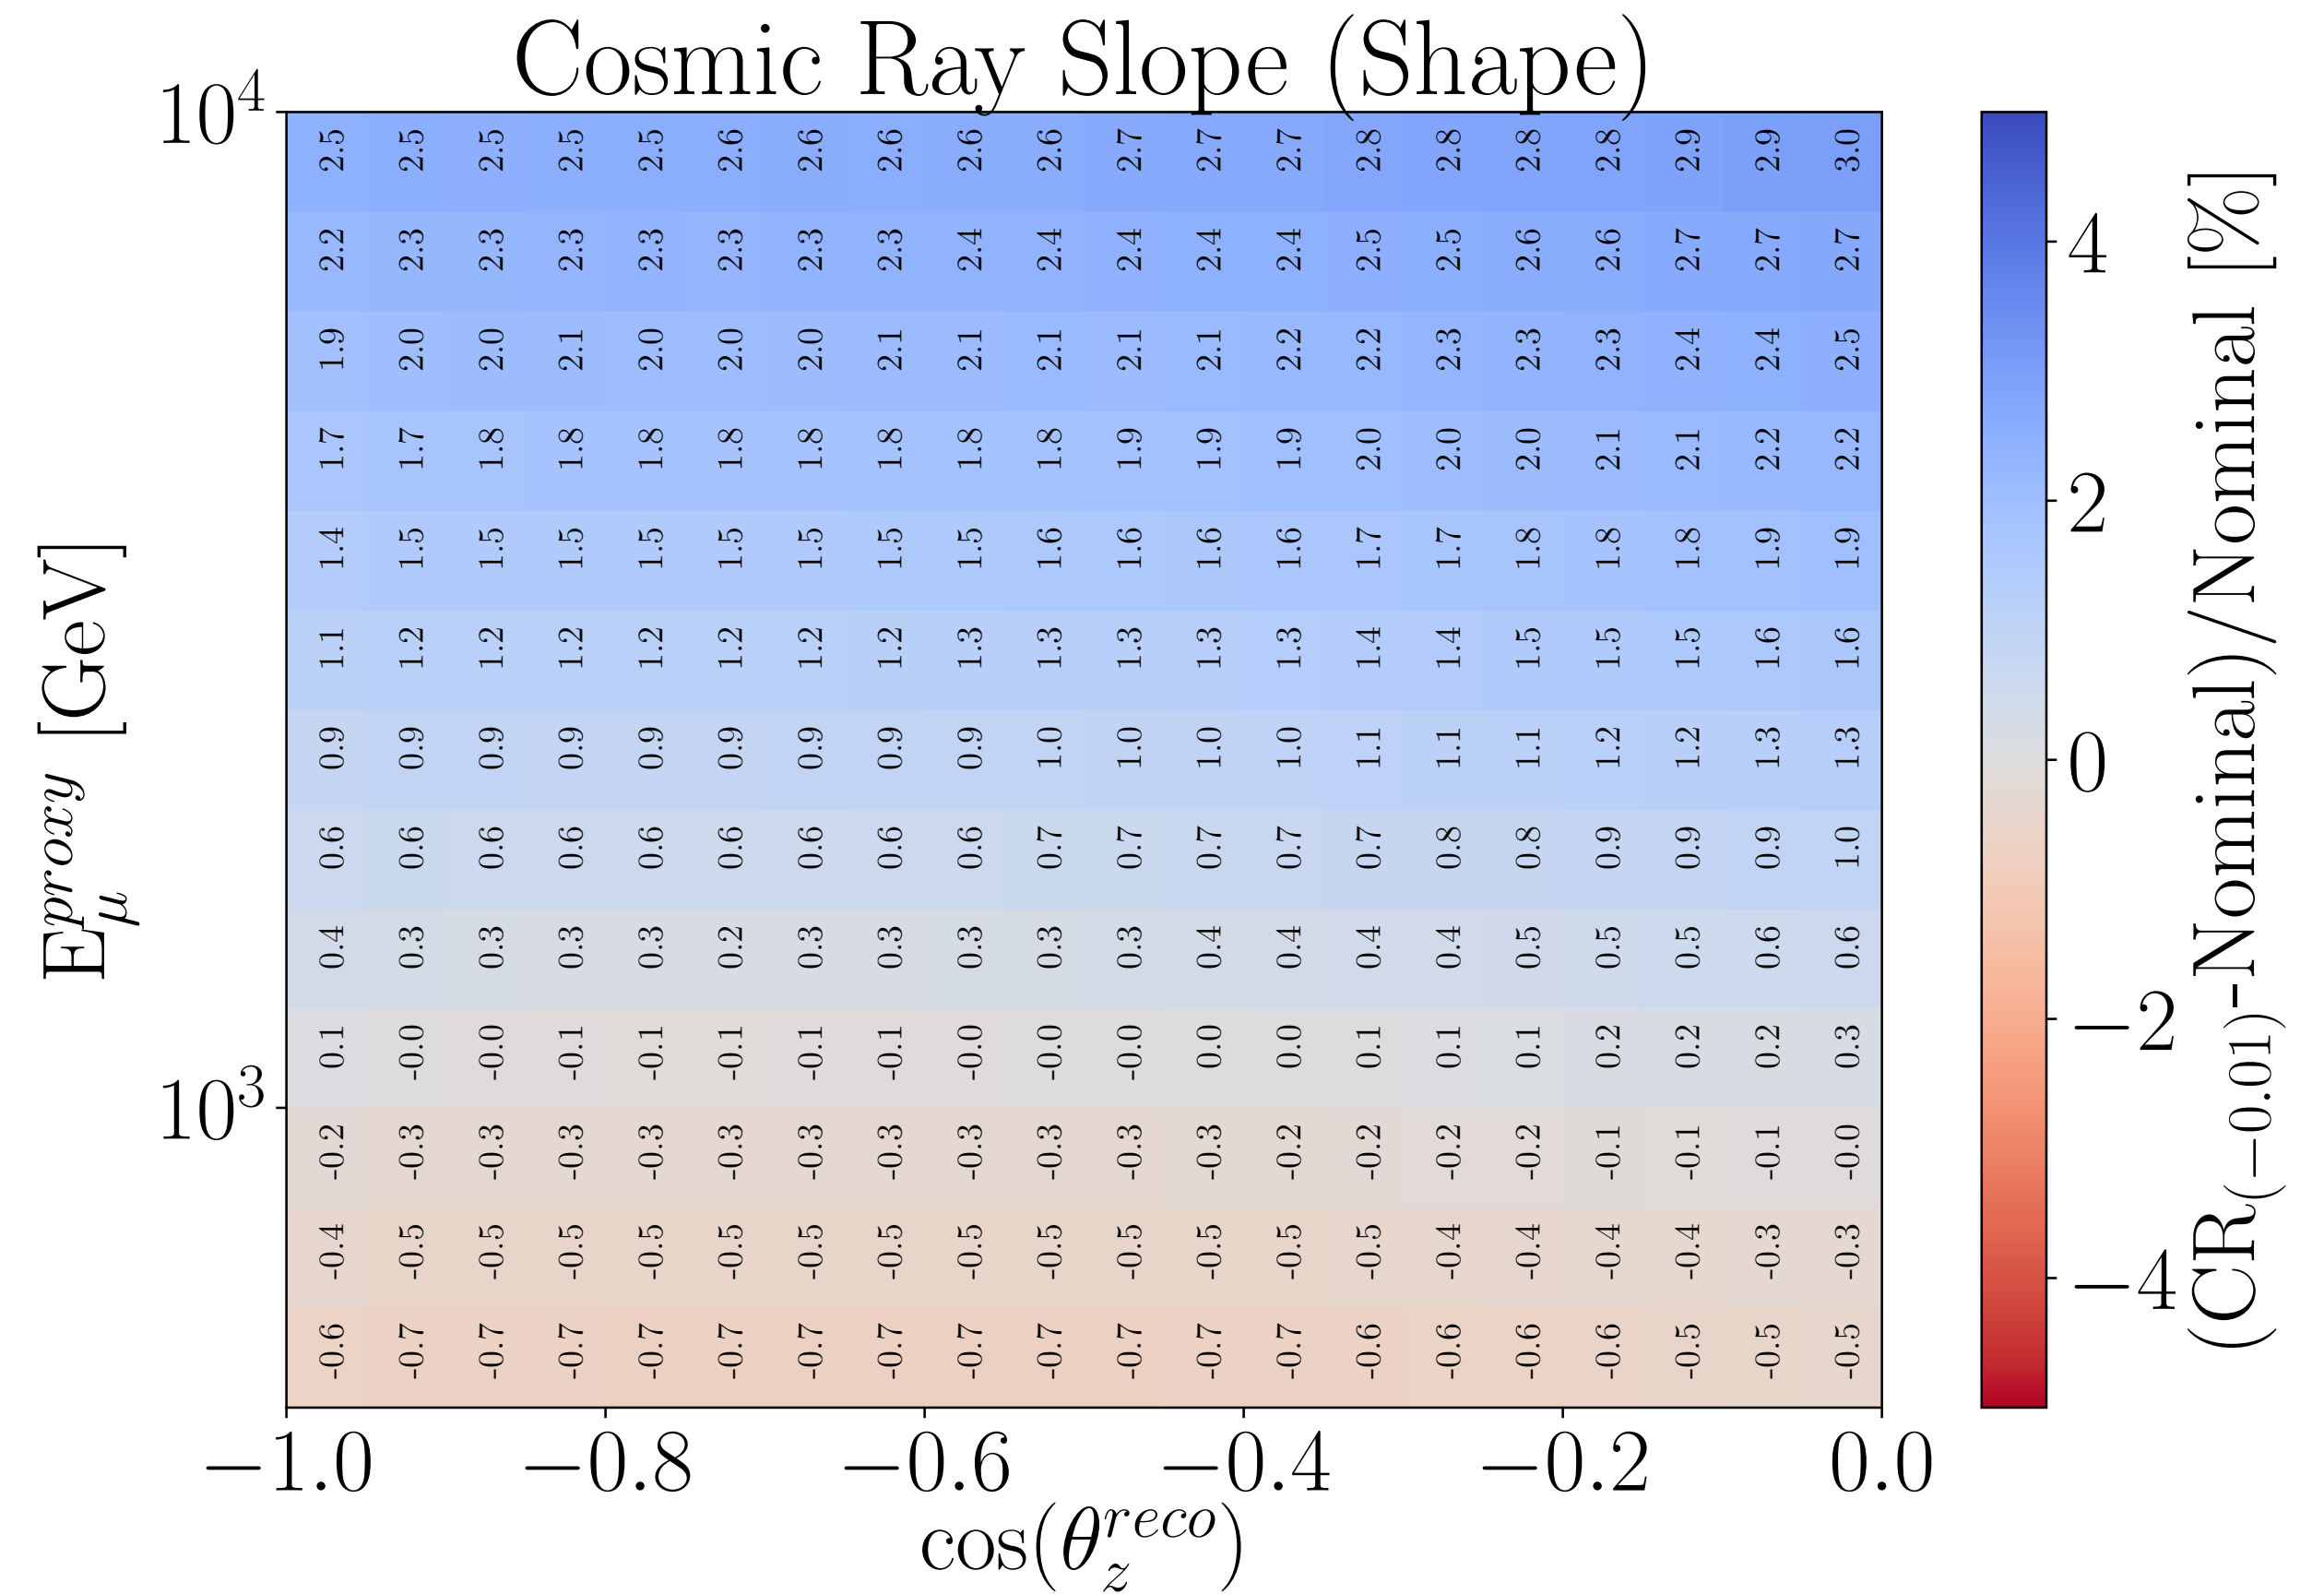 Cosmic Ray Slope (Shape)
10⁴
2.5 2.5 2.5 2.5 2.5 2.6 2.6 2.6 2.6 2.6 2.7 2.7 2.7 2.8 2.8 2.8 2.8 2.9 2.9 3.0
2.2 2.3 2.3 2.3 2.3 2.3 2.3 2.3 2.4 2.4 2.4 2.4 2.4 2.5 2.5 2.6 2.6 2.7 2.7 2.7
1.9 2.0 2.0 2.1 2.0 2.0 2.0 2.1 2.1 2.1 2.1 2.1 2.2 2.2 2.3 2.3 2.3 2.4 2.4 2.5
1.7 1.7 1.8 1.8 1.8 1.8 1.8 1.8 1.8 1.8 1.9 1.9 1.9 2.0 2.0 2.0 2.1 2.1 2.2 2.2
1.4 1.5 1.5 1.5 1.5 1.5 1.5 1.5 1.5 1.6 1.6 1.6 1.6 1.7 1.7 1.8 1.8 1.8 1.9 1.9
1.1 1.2 1.2 1.2 1.2 1.2 1.2 1.2 1.3 1.3 1.3 1.3 1.3 1.4 1.4 1.5 1.5 1.5 1.6 1.6
0.9 0.9 0.9 0.9 0.9 0.9 0.9 0.9 0.9 1.0 1.0 1.0 1.0 1.1 1.1 1.1 1.2 1.2 1.3 1.3
0.6 0.6 0.6 0.6 0.6 0.6 0.6 0.6 0.6 0.7 0.7 0.7 0.7 0.7 0.8 0.8 0.9 0.9 0.9 1.0
0.4 0.3 0.3 0.3 0.3 0.2 0.3 0.3 0.3 0.3 0.3 0.4 0.4 0.4 0.4 0.5 0.5 0.5 0.6 0.6
0.1 -0.0 -0.0 -0.1 -0.1 -0.1 -0.1 -0.1 -0.0 -0.0 -0.0 0.0 0.0 0.1 0.1 0.1 0.2 0.2 0.2 0.3
10³
-0.2 -0.3 -0.3 -0.3 -0.3 -0.3 -0.3 -0.3 -0.3 -0.3 -0.3 -0.3 -0.2 -0.2 -0.2 -0.2 -0.1 -0.1 -0.1 -0.0
-0.4 -0.5 -0.5 -0.5 -0.5 -0.5 -0.5 -0.5 -0.5 -0.5 -0.5 -0.5 -0.5 -0.5 -0.4 -0.4 -0.4 -0.4 -0.3 -0.3
-0.6 -0.7 -0.7 -0.7 -0.7 -0.7 -0.7 -0.7 -0.7 -0.7 -0.7 -0.7 -0.7 -0.6 -0.6 -0.6 -0.6 -0.5 -0.5 -0.5
−1.0 −0.8 −0.6 −0.4 −0.2 0.0
cos(θ_z^reco)
E_μ^proxy [GeV]
4
2
0
−2
−4
(CR_(−0.01)-Nominal)/Nominal [%]